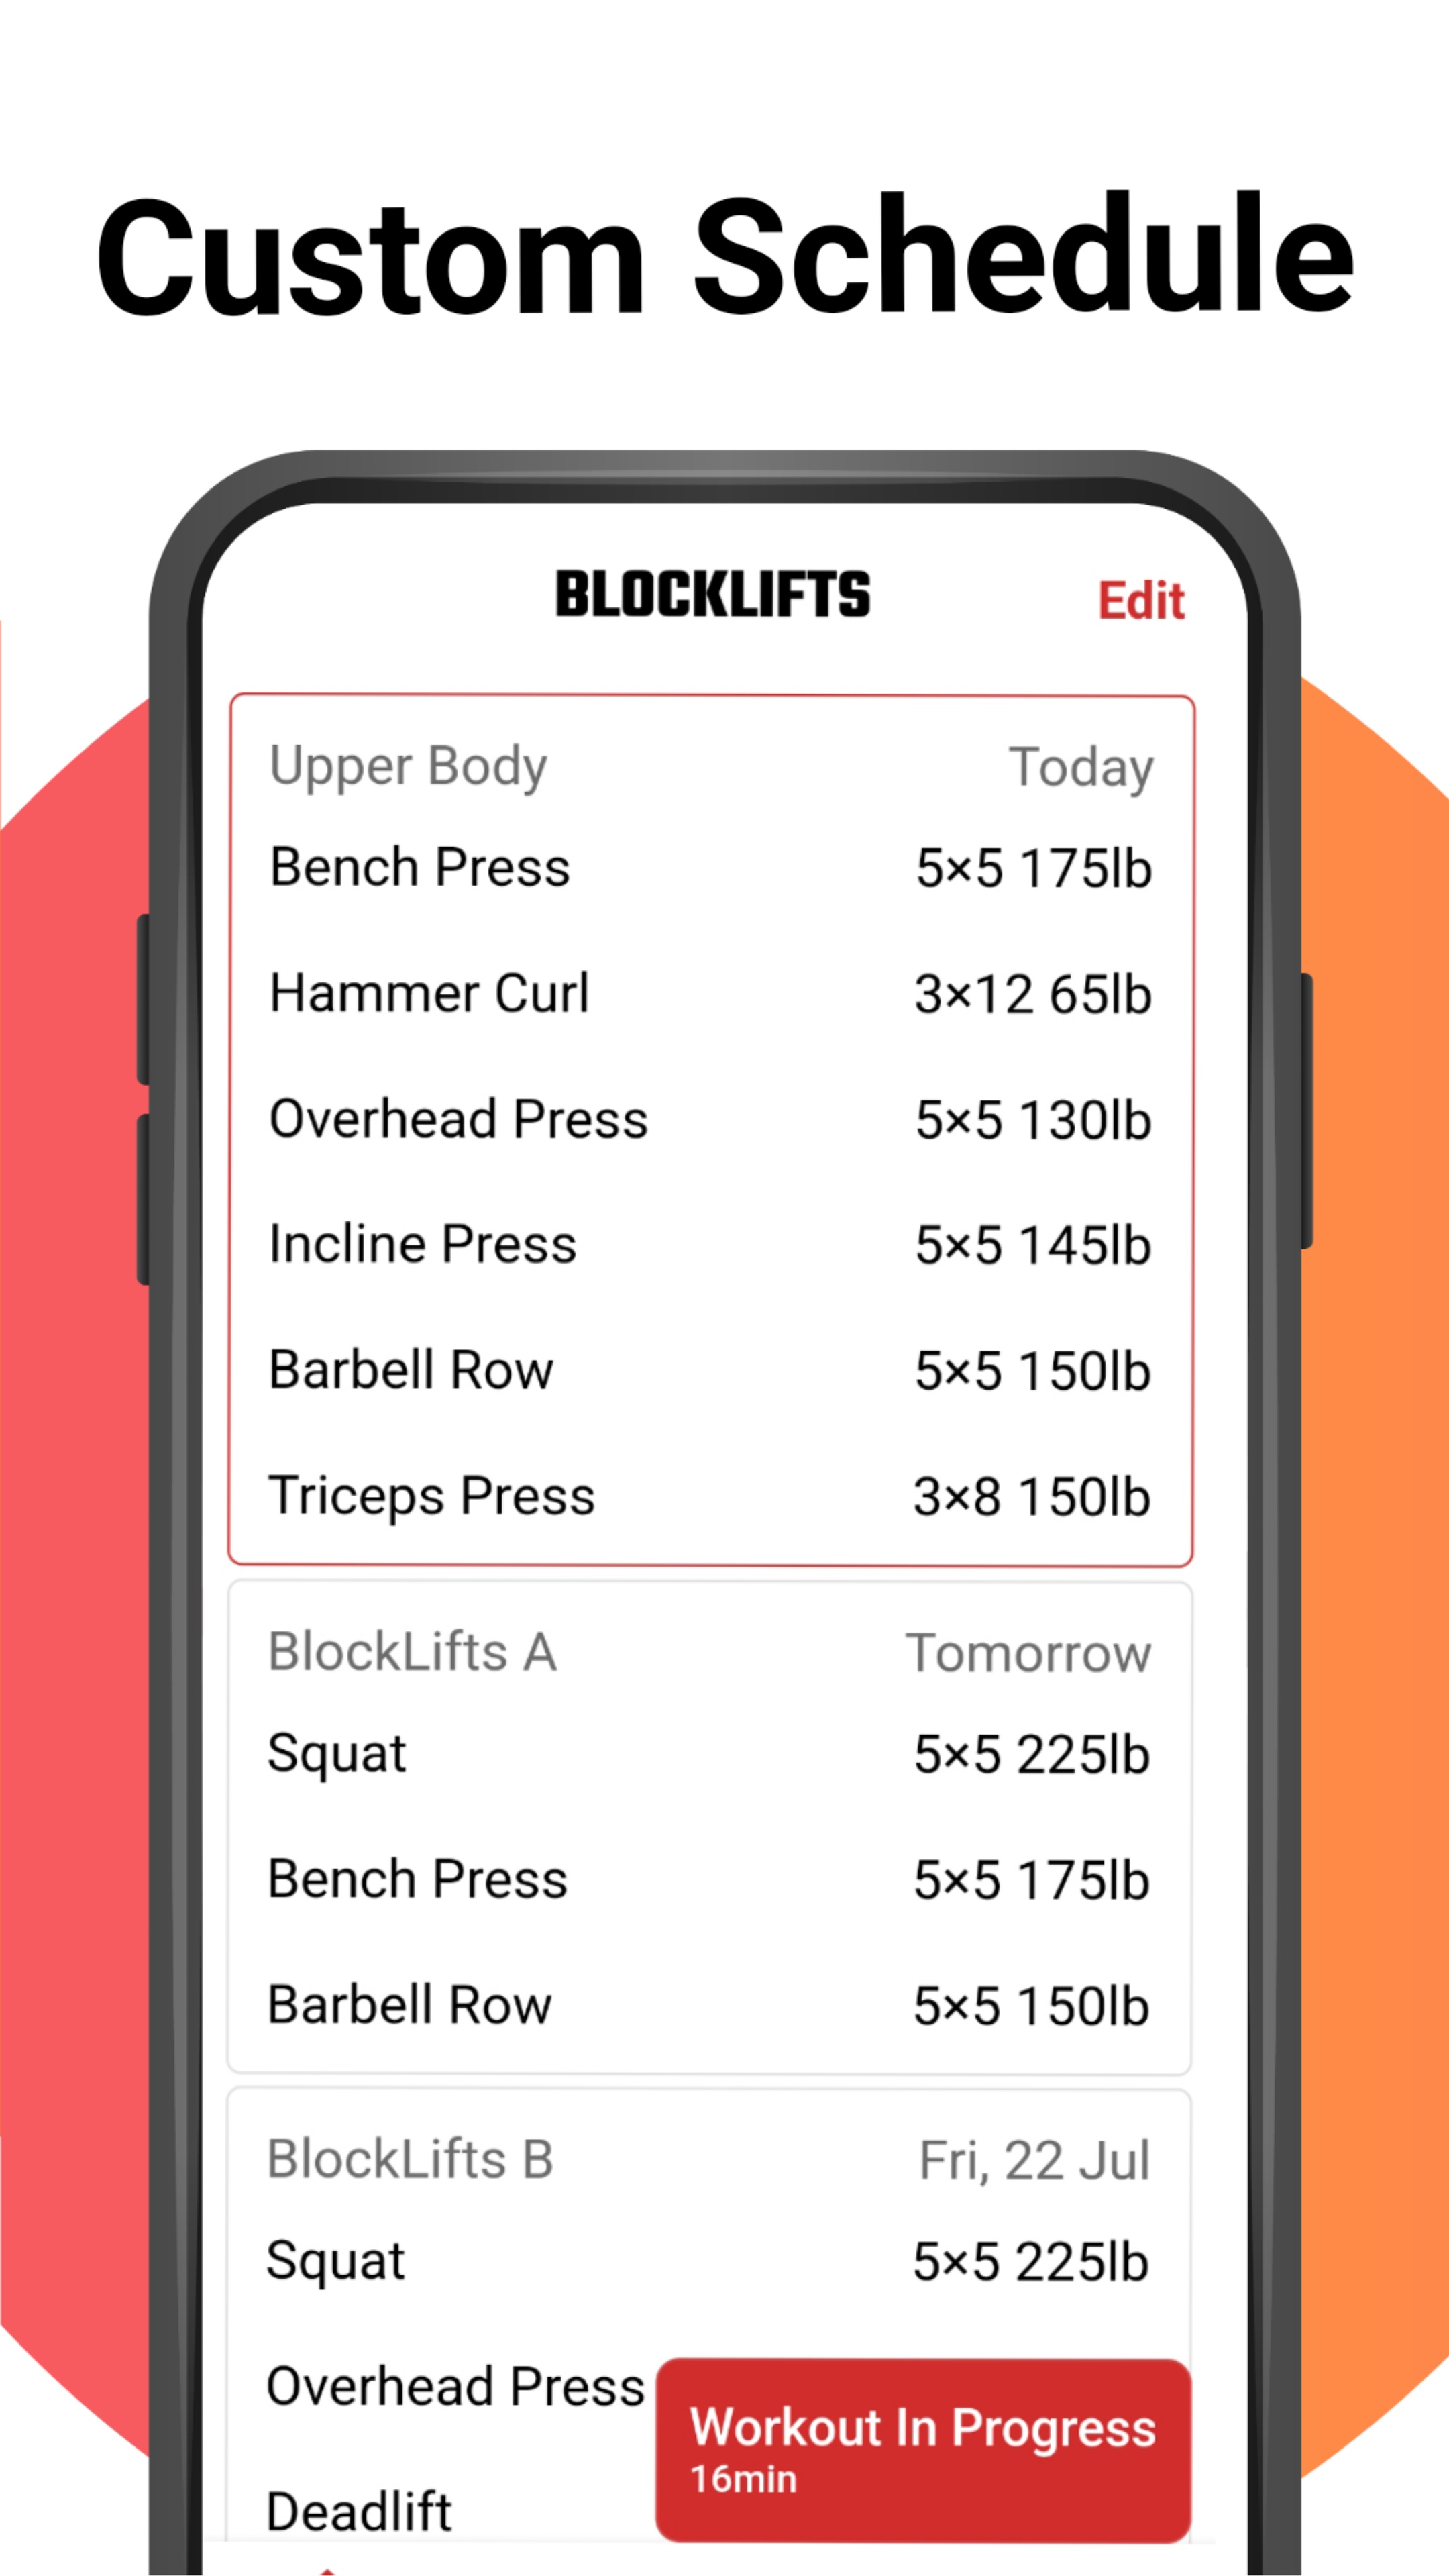 Custom Schedule
BLOCKLIFTS
Edit
Upper Body Today
Bench Press 5×5 175lb
Hammer Curl 3×12 65lb
Overhead Press 5×5 130lb
Incline Press 5×5 145lb
Barbell Row 5×5 150lb
Triceps Press 3×8 150lb
BlockLifts A Tomorrow
Squat 5×5 225lb
Bench Press 5×5 175lb
Barbell Row 5×5 150lb
BlockLifts B Fri, 22 Jul
Squat 5×5 225lb
Overhead Press
Workout In Progress
16min
Deadlift